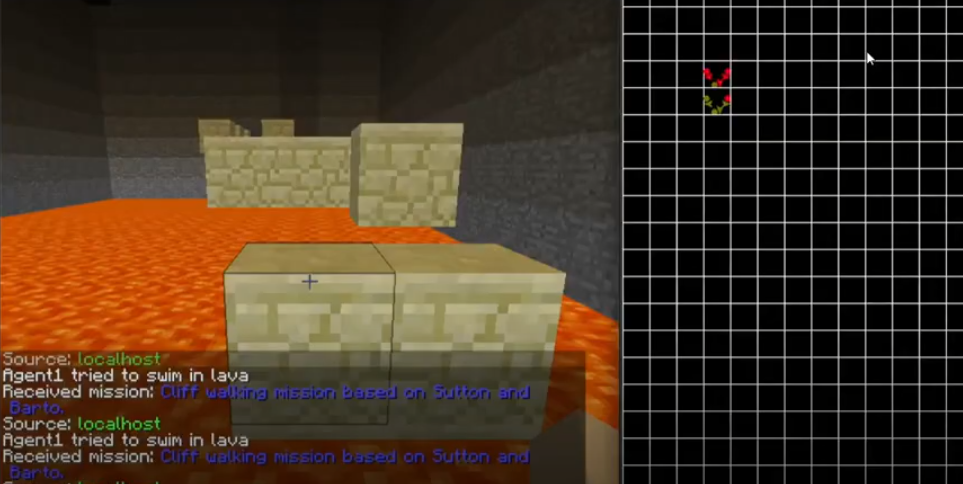 Source: localhost
Agent1 tried to swim in lava
Received mission: Cliff walking mission based on Sutton and
Barto.
Source: localhost
Agent1 tried to swim in lava
Received mission: Cliff walking mission based on Sutton and
Barto.